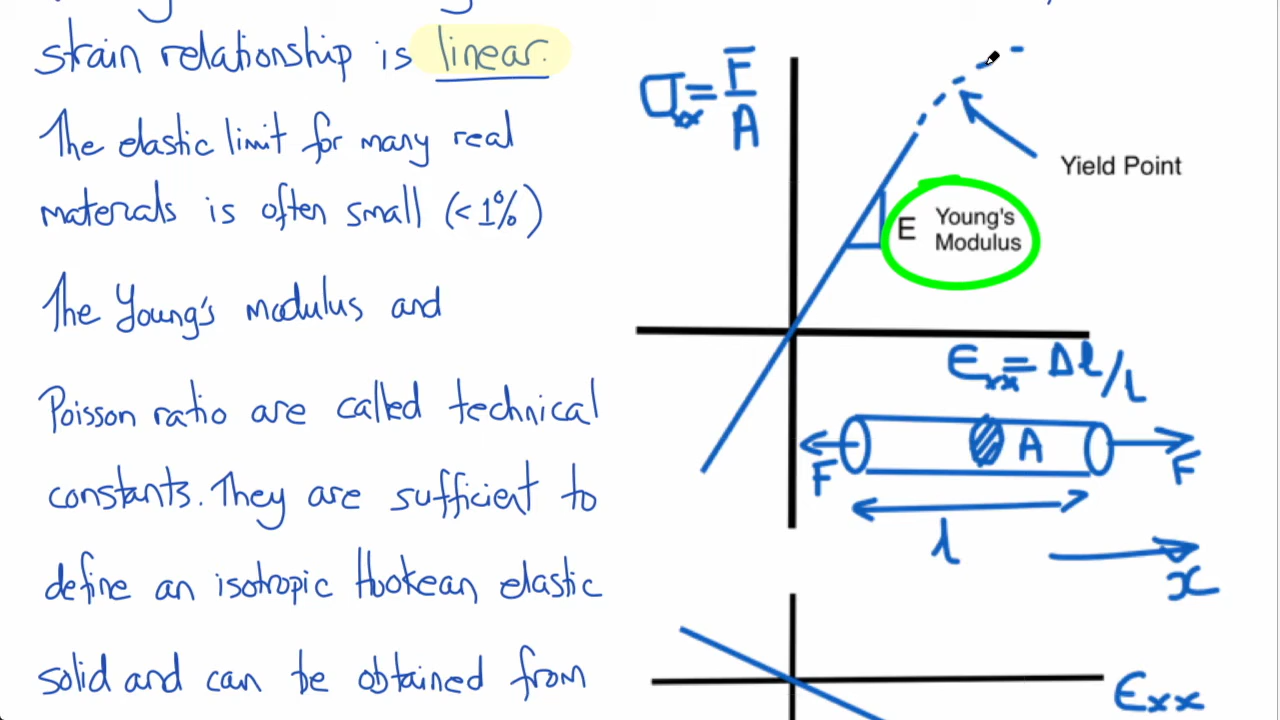 strain relationship is linear.
The elastic limit for many real
materials is often small (<1%)
The Young's modulus and
Poisson ratio are called technical
constants. They are sufficient to
define an isotropic Hookean elastic
solid and can be obtained from
σxx = F/A
Yield Point
E Young's
Modulus
Exx = Δl/l
A
F F
l
x
Exx